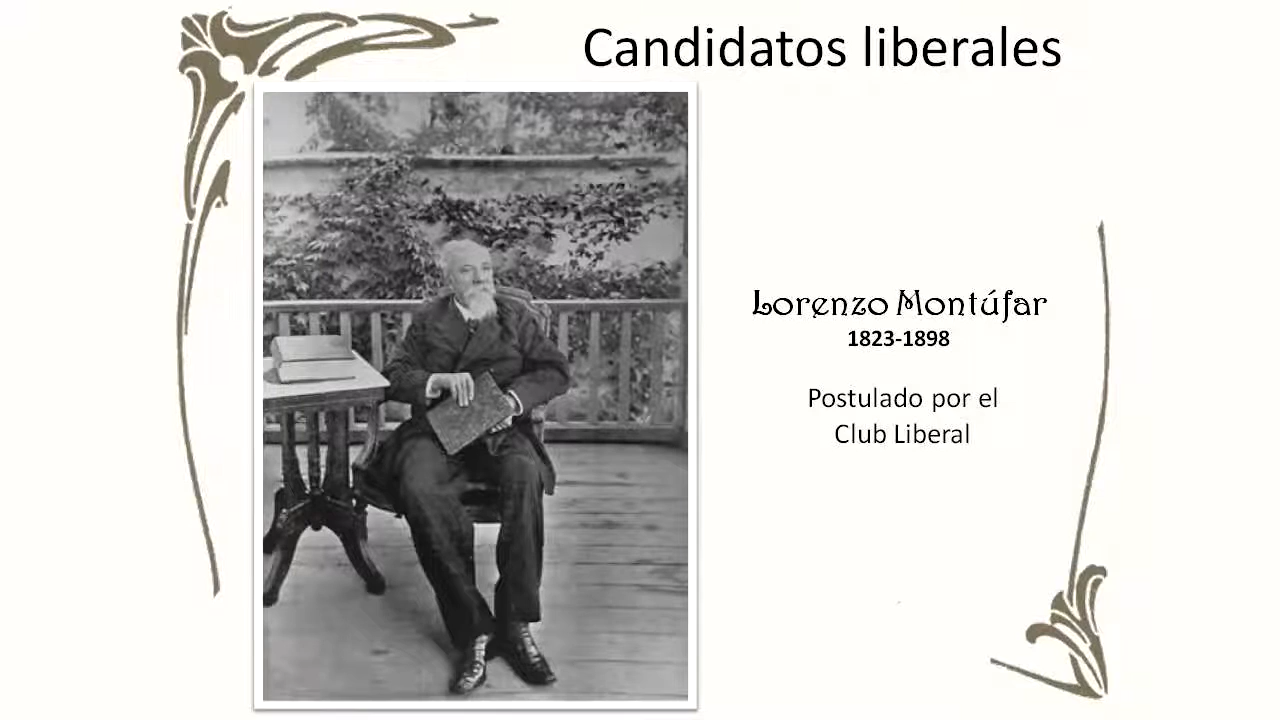 Candidatos liberales
Lorenzo Montúfar
1823-1898
Postulado por el
Club Liberal